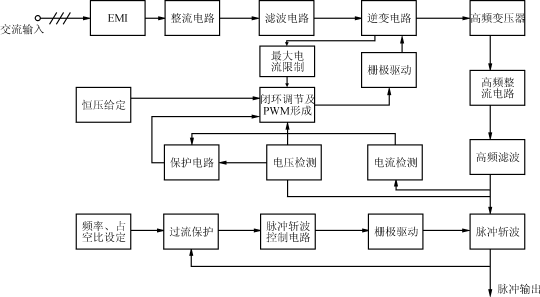 交流输入
EMI
整流电路
滤波电路
逆变电路
高频变压器
最大电
流限制
栅极驱动
高频整
流电路
恒压给定
闭环调节及
PWM形成
保护电路
电压检测
电流检测
高频滤波
频率、占
空比设定
过流保护
脉冲斩波
控制电路
栅极驱动
脉冲斩波
脉冲输出